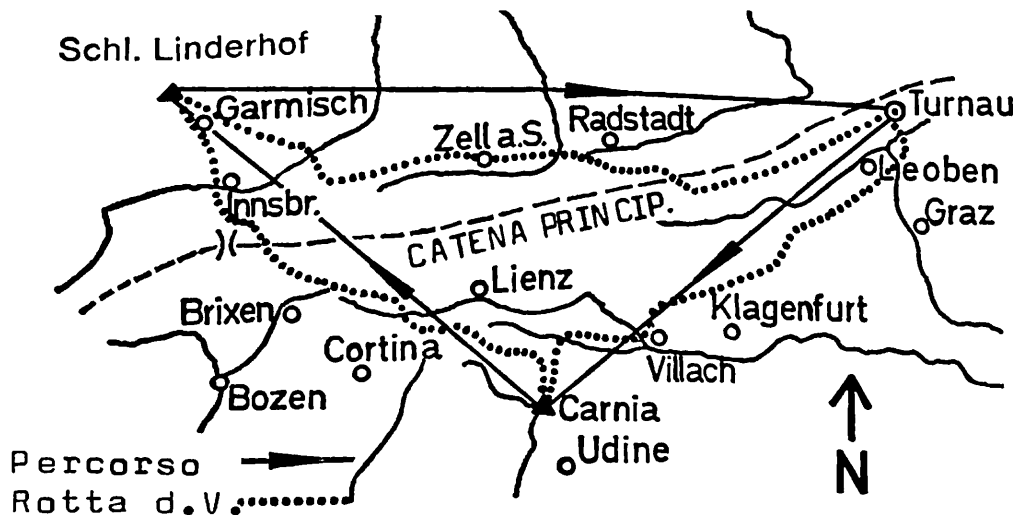 Schl. Linderhof
Garmisch
Turnau
Radstadt
Zell a.S.
Leoben
Innsbr.
Graz
CATENA PRINCIP.
Lienz
Brixen
Klagenfurt
Cortina
Villach
Bozen
Carnia
Udine
Percorso
N
Rotta d.V.